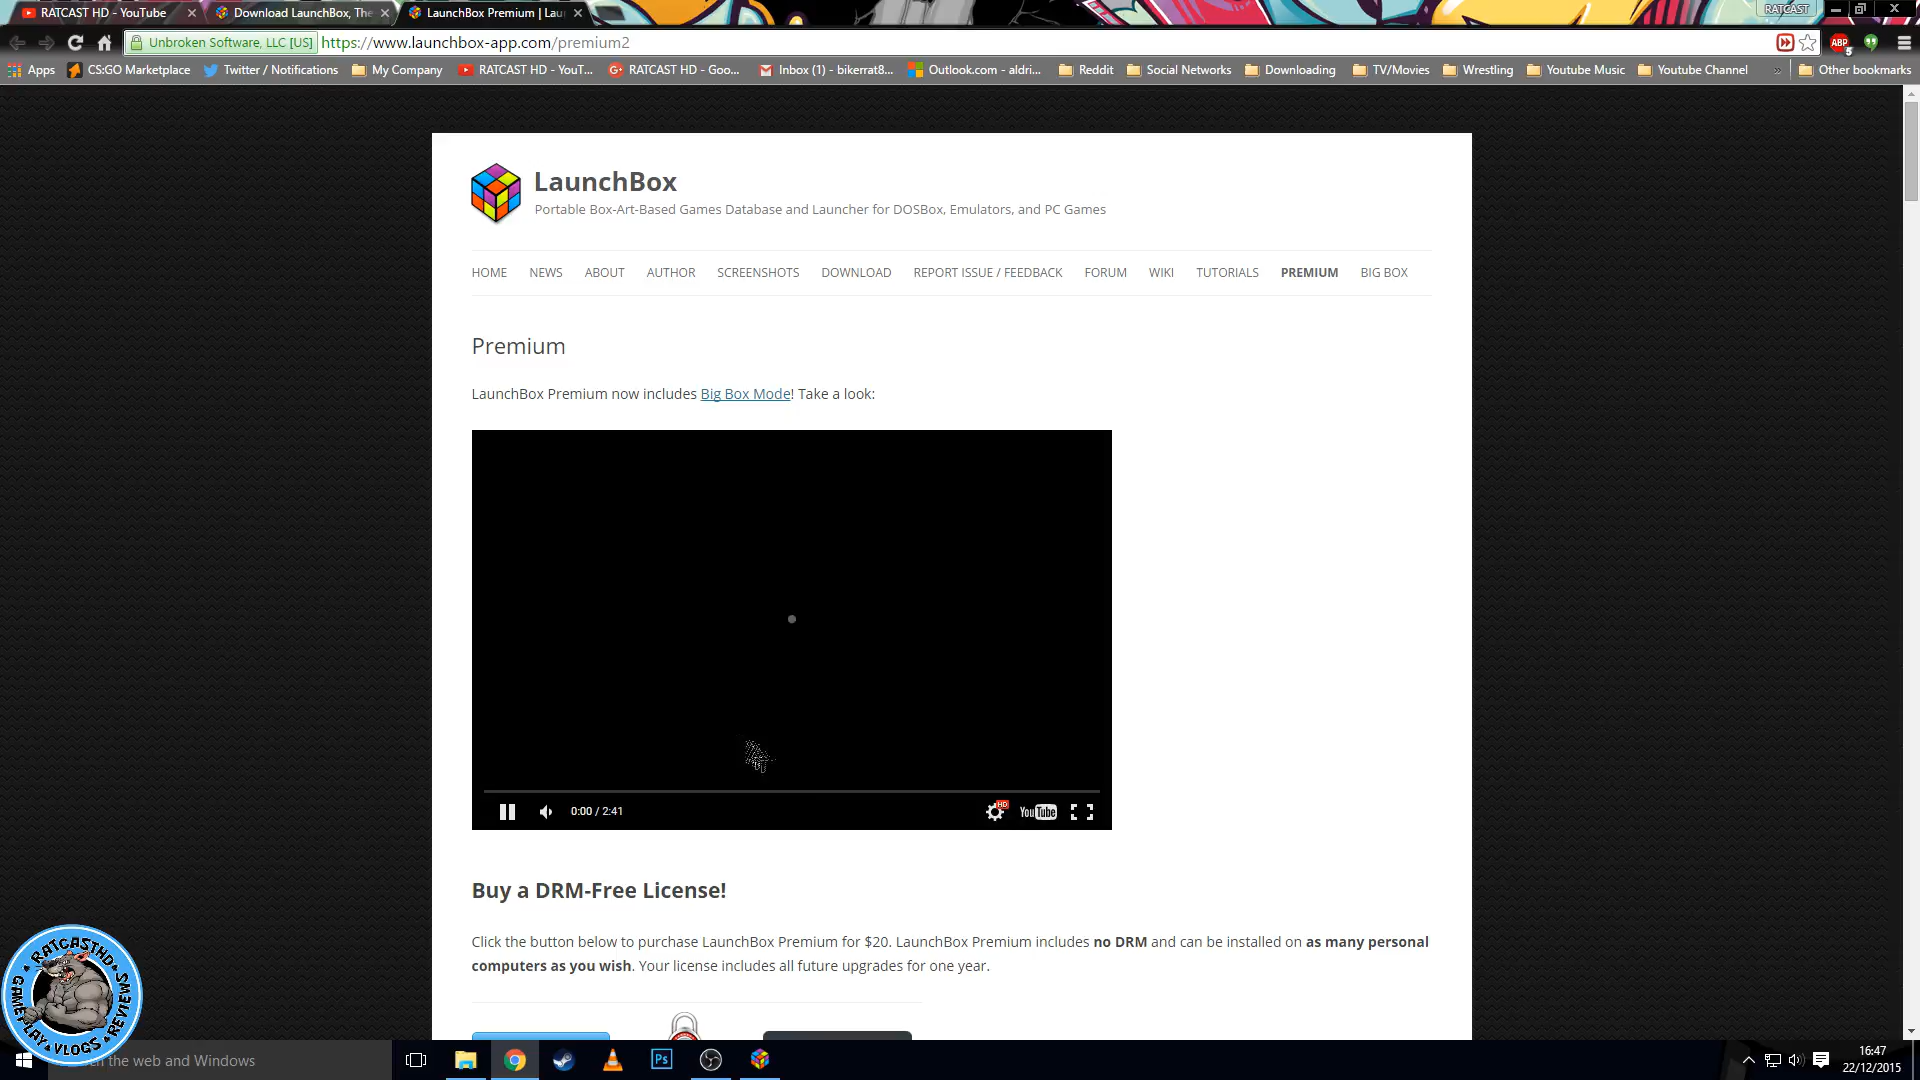 RATCAST HD - YouTube
Download LaunchBox, The
LaunchBox Premium | Lau
RATCAST
Unbroken Software, LLC [US]
https://www.launchbox-app.com/premium2
ABP
Apps
CS:GO Marketplace
Twitter / Notifications
My Company
RATCAST HD - YouT...
RATCAST HD - Goo...
Inbox (1) - bikerrat8...
Outlook.com - aldri...
Reddit
Social Networks
Downloading
TV/Movies
Wrestling
Youtube Music
Youtube Channel
»
Other bookmarks
LaunchBox
Portable Box-Art-Based Games Database and Launcher for DOSBox, Emulators, and PC Games
HOME NEWS ABOUT AUTHOR SCREENSHOTS DOWNLOAD REPORT ISSUE / FEEDBACK FORUM WIKI TUTORIALS PREMIUM BIG BOX
Premium
LaunchBox Premium now includes Big Box Mode! Take a look:
0:00 / 2:41
HD
YouTube
Buy a DRM-Free License!
Click the button below to purchase LaunchBox Premium for $20. LaunchBox Premium includes no DRM and can be installed on as many personal
computers as you wish. Your license includes all future upgrades for one year.
RATCASTHD
GAMEPLAY VLOGS REVIEWS
the web and Windows
Ps
16:47
22/12/2015